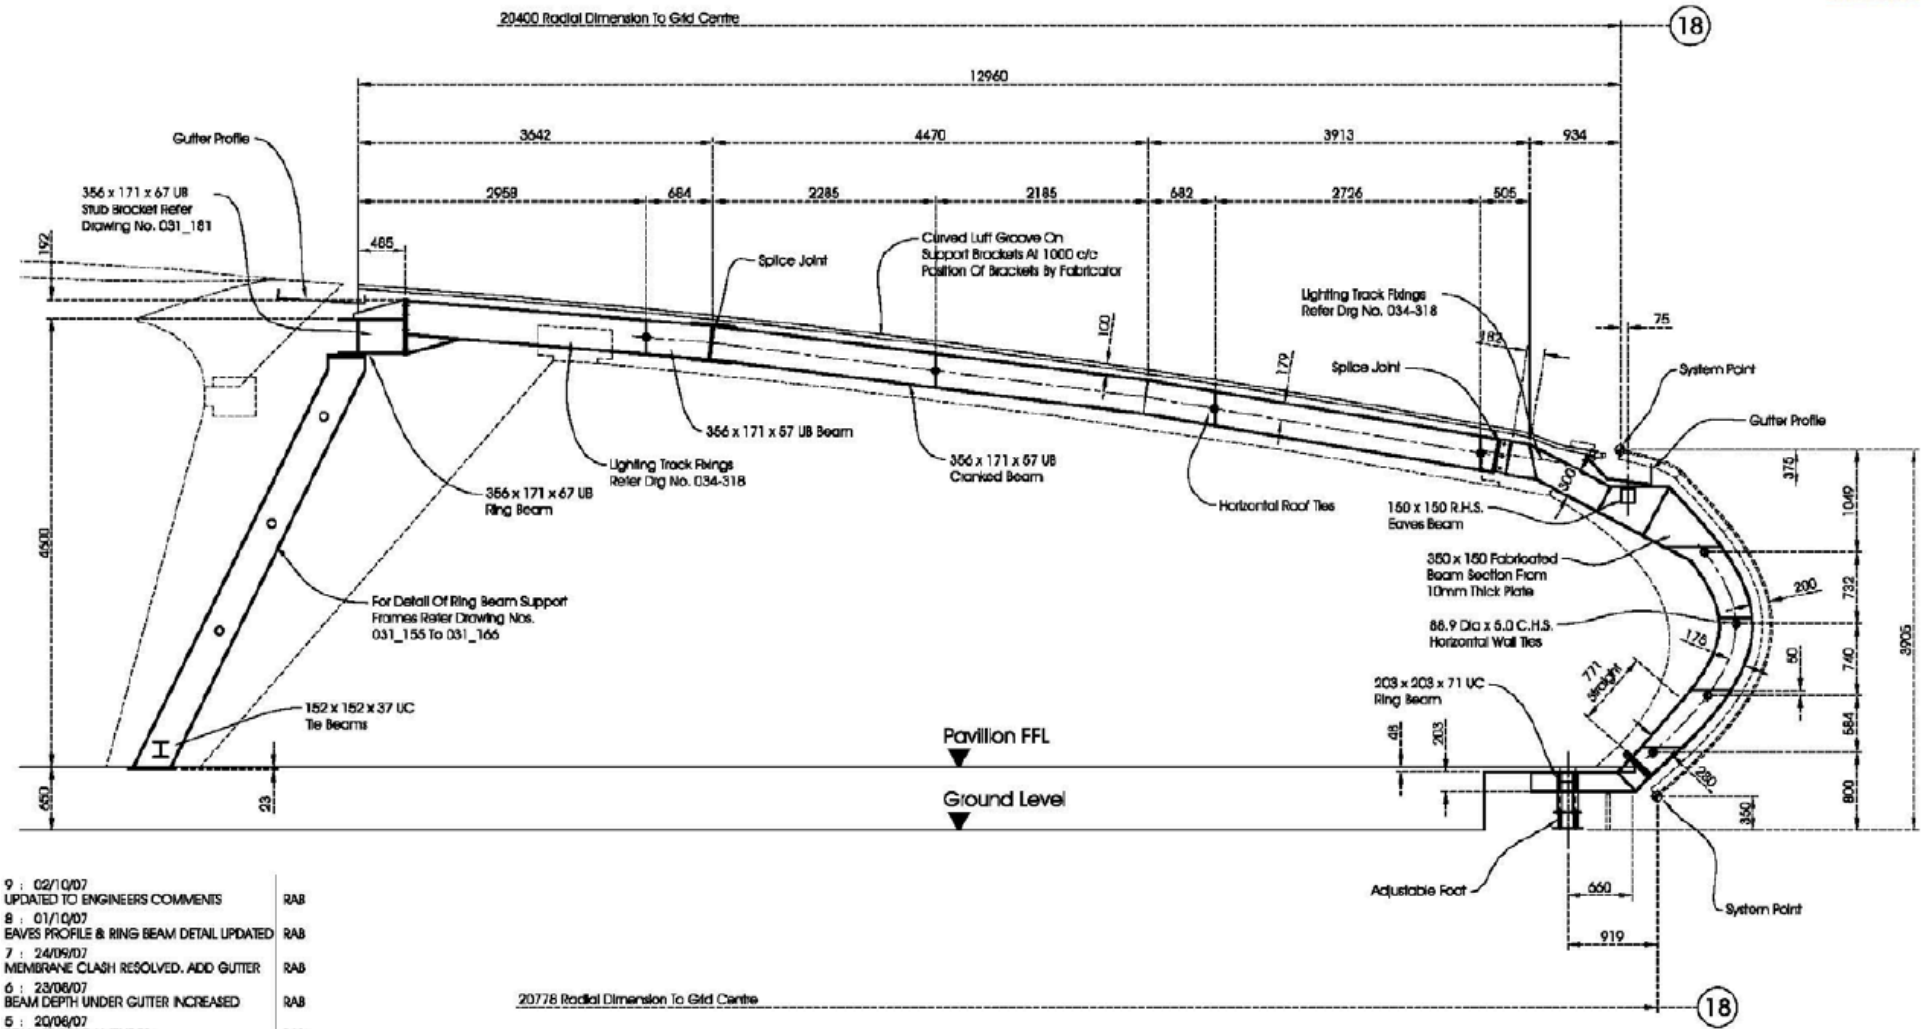 20400 Radial Dimension To Grid Centre
18
12960
3642
4470
3913
934
2958
684
2285
2185
682
2726
505
Gutter Profile
356 x 171 x 67 UB
Stub Bracket Refer
Drawing No. 031_181
192
485
Splice Joint
Curved Luff Groove On
Support Brackets At 1000 c/c
Position Of Brackets By Fabricator
Lighting Track Fixings
Refer Drg No. 034-318
75
100
179
182
Splice Joint
System Point
Gutter Profile
356 x 171 x 57 UB Beam
Lighting Track Fixings
Refer Drg No. 034-318
356 x 171 x 57 UB
Cranked Beam
356 x 171 x 67 UB
Ring Beam
Horizontal Roof Ties
300
375
1049
150 x 150 R.H.S.
Eaves Beam
350 x 150 Fabricated
Beam Section From
10mm Thick Plate
4600
732
200
For Detail Of Ring Beam Support
Frames Refer Drawing Nos.
031_155 To 031_166
88.9 Dia x 5.0 C.H.S.
Horizontal Wall Ties
175
3905
740
50
771
Straight
203 x 203 x 71 UC
Ring Beam
152 x 152 x 37 UC
Tie Beams
584
Pavilion FFL
48
203
280
650
23
Ground Level
800
350
Adjustable Foot
660
System Point
919
9 : 02/10/07
UPDATED TO ENGINEERS COMMENTS RAB
8 : 01/10/07
EAVES PROFILE & RING BEAM DETAIL UPDATED RAB
7 : 24/09/07
MEMBRANE CLASH RESOLVED. ADD GUTTER RAB
6 : 23/08/07
BEAM DEPTH UNDER GUTTER INCREASED RAB
5 : 20/08/07
20778 Radial Dimension To Grid Centre
18